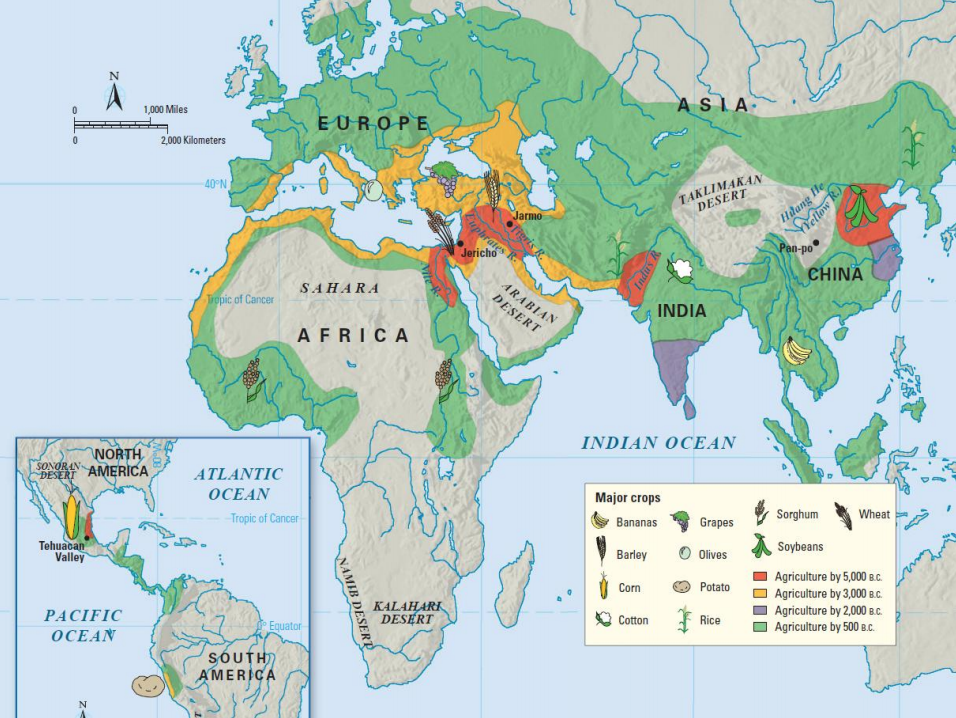 N
0 1,000 Miles
0 2,000 Kilometers
EUROPE
ASIA
40°N
TAKLIMAKAN
DESERT
Huang He
(Yellow R.)
Jarmo
Euphrates R.
Tigris R.
Jericho
Nile R.
Pan-po
CHINA
Indus R.
SAHARA
ARABIAN
DESERT
INDIA
Tropic of Cancer
AFRICA
INDIAN OCEAN
NORTH
AMERICA
SONORAN
DESERT
80°W
ATLANTIC
OCEAN
Tropic of Cancer
Tehuacan
Valley
PACIFIC
OCEAN
0° Equator
SOUTH
AMERICA
N
NAMIB DESERT
KALAHARI
DESERT
Major crops
Bananas
Grapes
Sorghum
Wheat
Barley
Olives
Soybeans
Corn
Potato
Cotton
Rice
Agriculture by 5,000 B.C.
Agriculture by 3,000 B.C.
Agriculture by 2,000 B.C.
Agriculture by 500 B.C.